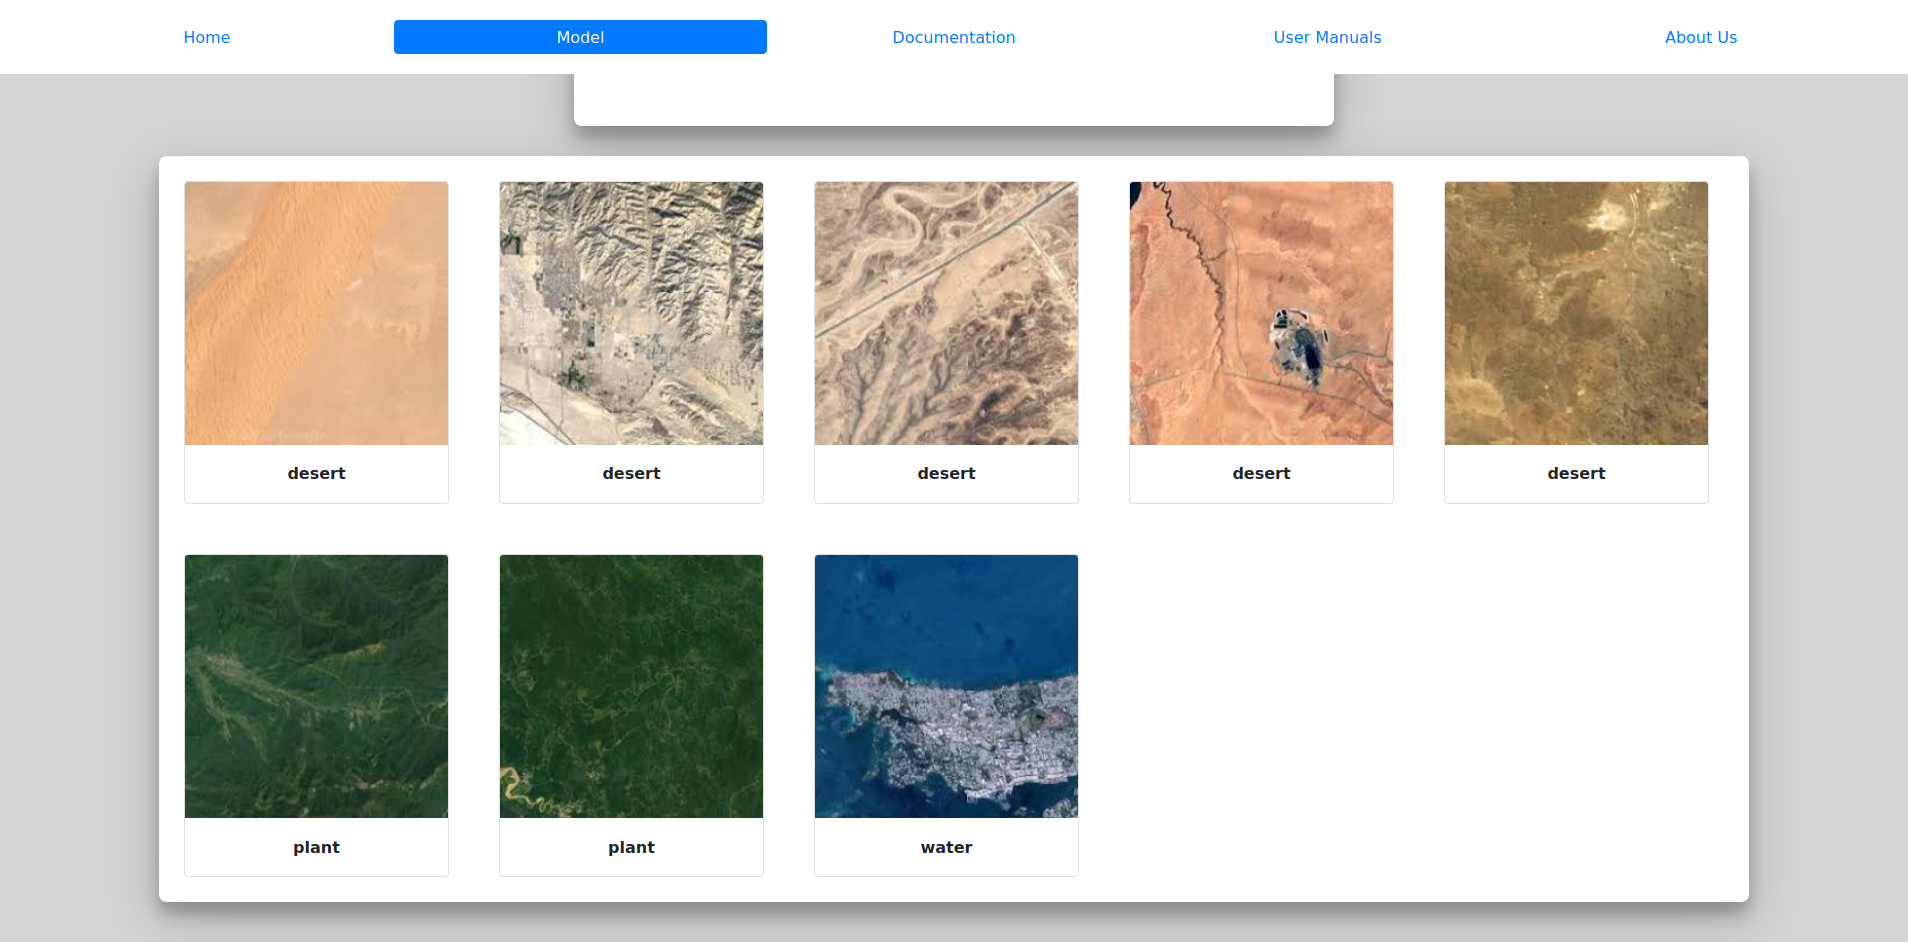 Home
Model
Documentation
User Manuals
About Us
desert
desert
desert
desert
desert
plant
plant
water